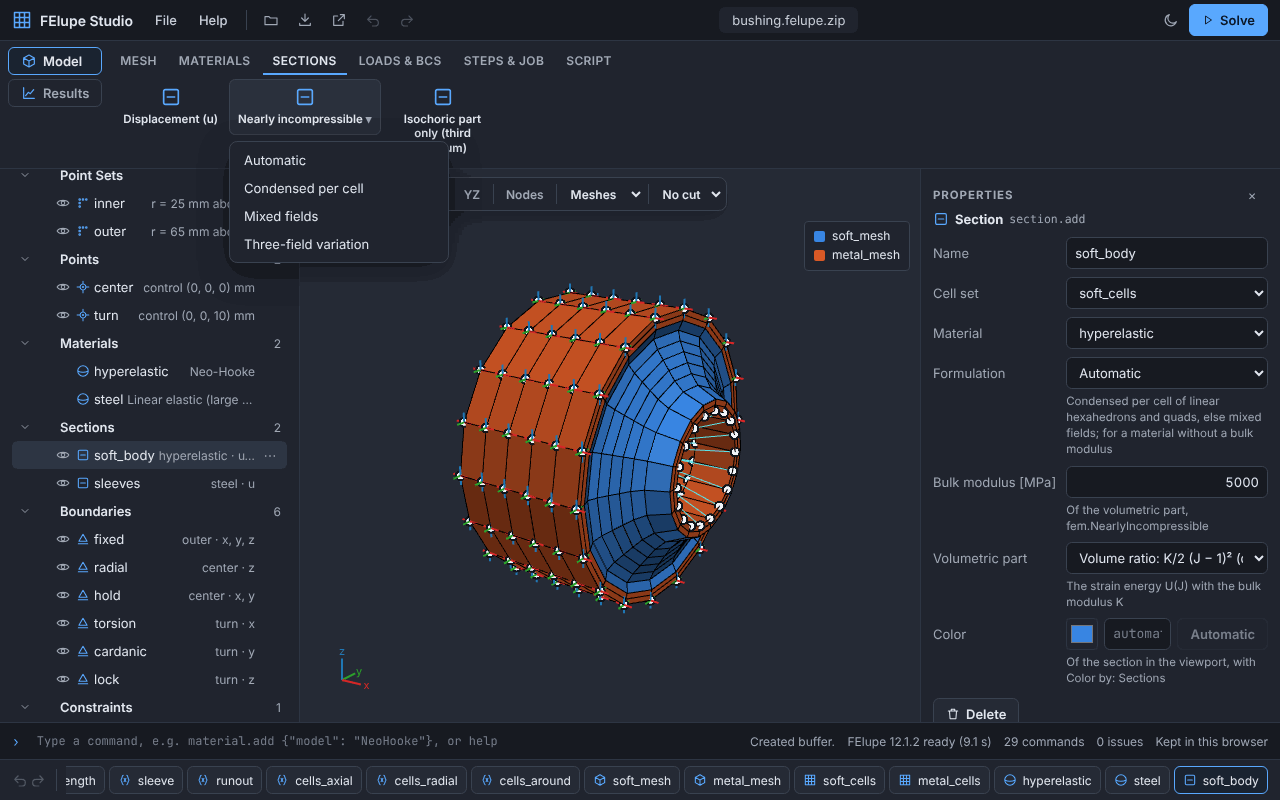 FElupe Studio File Help bushing.felupe.zip Solve
Model MESH MATERIALS SECTIONS LOADS & BCS STEPS & JOB SCRIPT
Results
Displacement (u) Nearly incompressible ▾ Isochoric part
only (third
Automatic
Condensed per cell
Mixed fields
Three-field variation
YZ Nodes Meshes No cut
soft_mesh
metal_mesh
Point Sets
inner r = 25 mm
outer r = 65 mm
Points
center control (0, 0, 0) mm
turn control (0, 0, 10) mm
Materials 2
hyperelastic Neo-Hooke
steel Linear elastic (large ...
Sections 2
soft_body hyperelastic · u... ···
sleeves steel · u
Boundaries 6
fixed outer · x, y, z
radial center · z
hold center · x, y
torsion turn · x
cardanic turn · y
lock turn · z
Constraints 1
z
y
x
PROPERTIES ×
Section section.add
Name soft_body
Cell set soft_cells
Material hyperelastic
Formulation Automatic
Condensed per cell of linear
hexahedrons and quads, else mixed
fields; for a material without a bulk
modulus
Bulk modulus [MPa] 5000
Of the volumetric part,
fem.NearlyIncompressible
Volumetric part Volume ratio: K/2 (J − 1)²
The strain energy U(J) with the bulk
modulus K
Color Automatic
Of the section in the viewport, with
Color by: Sections
Delete
› Type a command, e.g. material.add {"model": "NeoHooke"}, or help Created buffer. FElupe 12.1.2 ready (9.1 s) 29 commands 0 issues Kept in this browser
sleeve runout cells_axial cells_radial cells_around soft_mesh metal_mesh soft_cells metal_cells hyperelastic steel soft_body